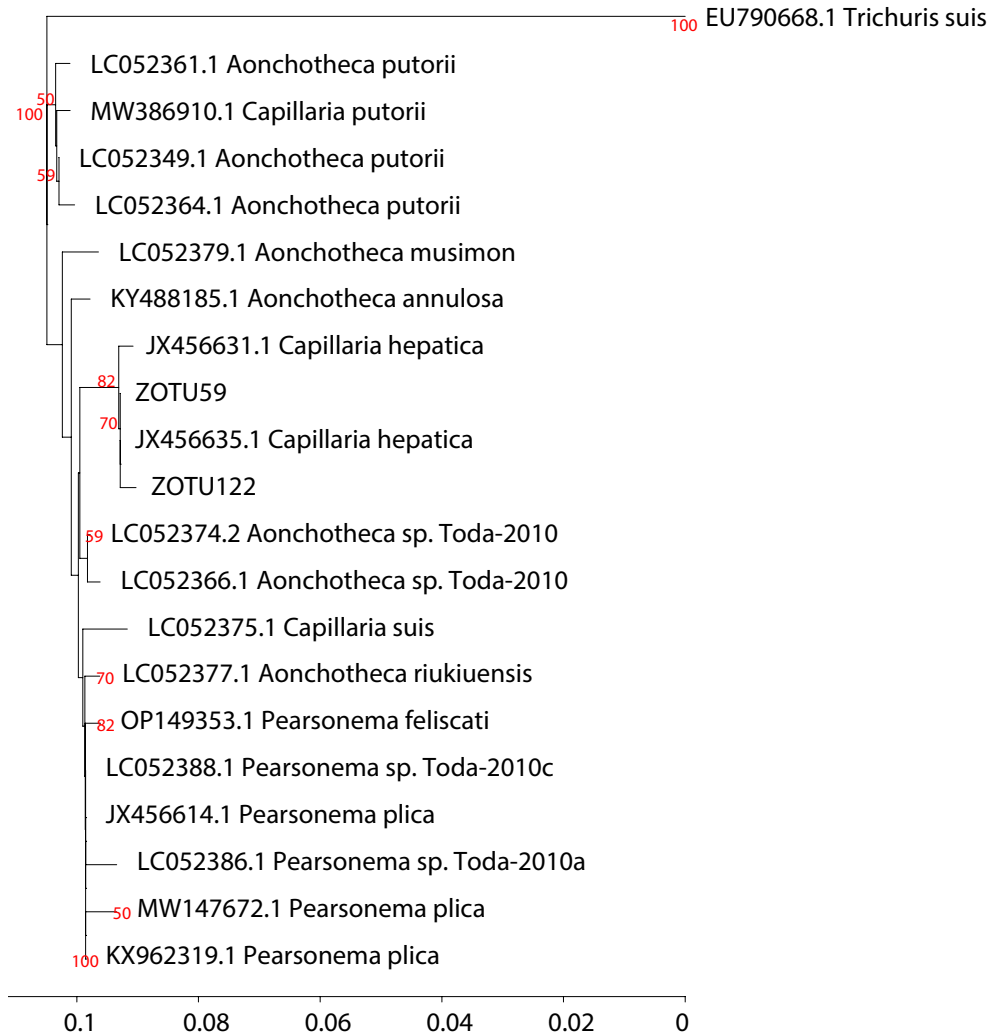 100 EU790668.1 Trichuris suis
LC052361.1 Aonchotheca putorii
50
100
MW386910.1 Capillaria putorii
LC052349.1 Aonchotheca putorii
59
LC052364.1 Aonchotheca putorii
LC052379.1 Aonchotheca musimon
KY488185.1 Aonchotheca annulosa
JX456631.1 Capillaria hepatica
82
ZOTU59
70
JX456635.1 Capillaria hepatica
ZOTU122
59 LC052374.2 Aonchotheca sp. Toda-2010
LC052366.1 Aonchotheca sp. Toda-2010
LC052375.1 Capillaria suis
70 LC052377.1 Aonchotheca riukiuensis
82 OP149353.1 Pearsonema feliscati
LC052388.1 Pearsonema sp. Toda-2010c
JX456614.1 Pearsonema plica
LC052386.1 Pearsonema sp. Toda-2010a
50 MW147672.1 Pearsonema plica
100 KX962319.1 Pearsonema plica
0.1 0.08 0.06 0.04 0.02 0